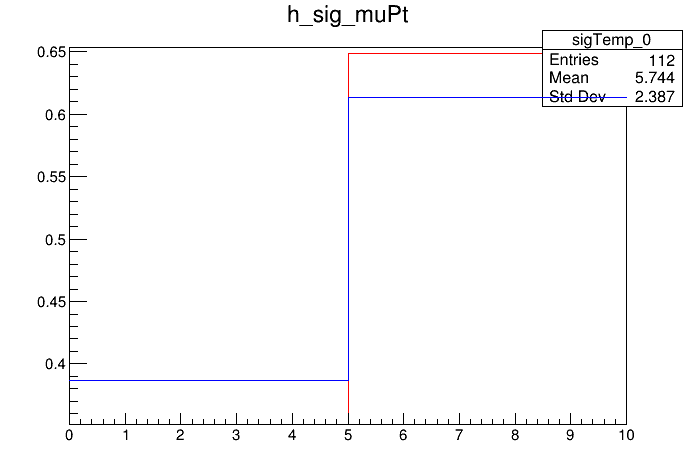 h_sig_muPt
sigTemp_0
Entries 112
Mean 5.744
Std Dev 2.387
0.65
0.6
0.55
0.5
0.45
0.4
0 1 2 3 4 5 6 7 8 9 10